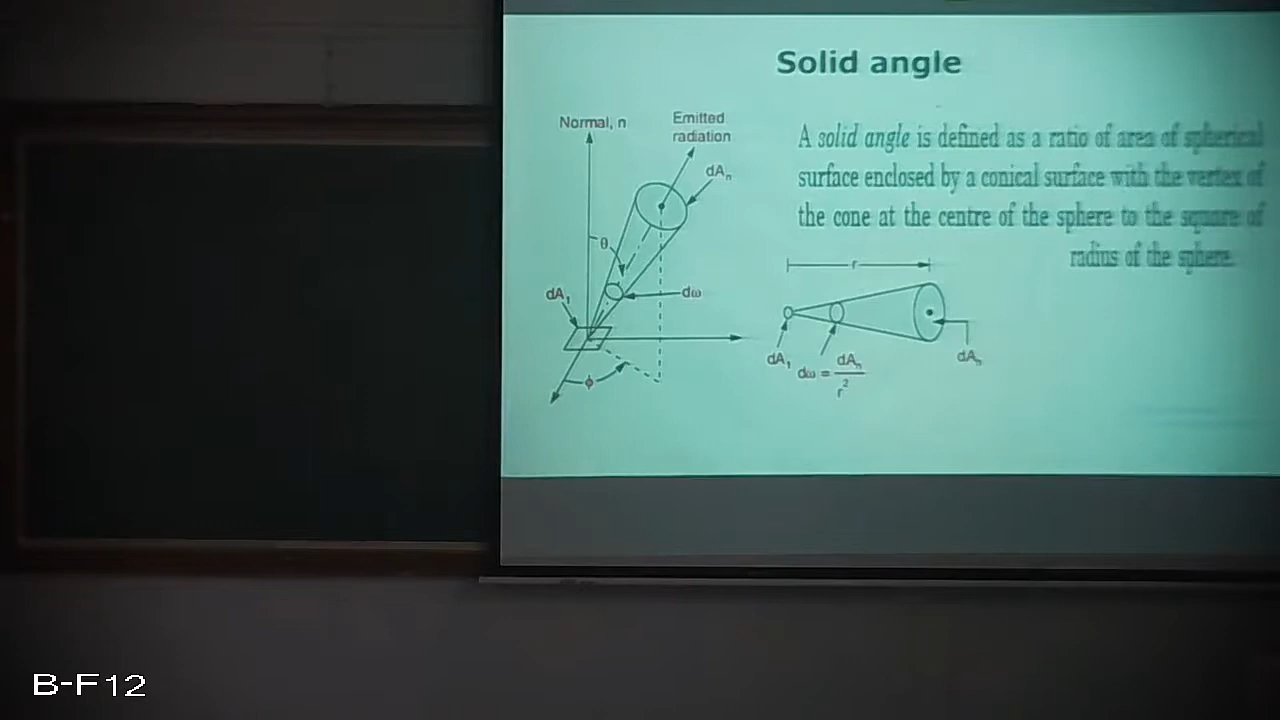 Solid angle
Normal, n
Emitted
radiation
dAn
θ
dA1
dω
ϕ
A solid angle is defined as a ratio of area of spherical
surface enclosed by a conical surface with the vertex of
the cone at the centre of the sphere to the square of
radius of the sphere.
r
dA1
dω = dAn
r²
dAn
B-F12